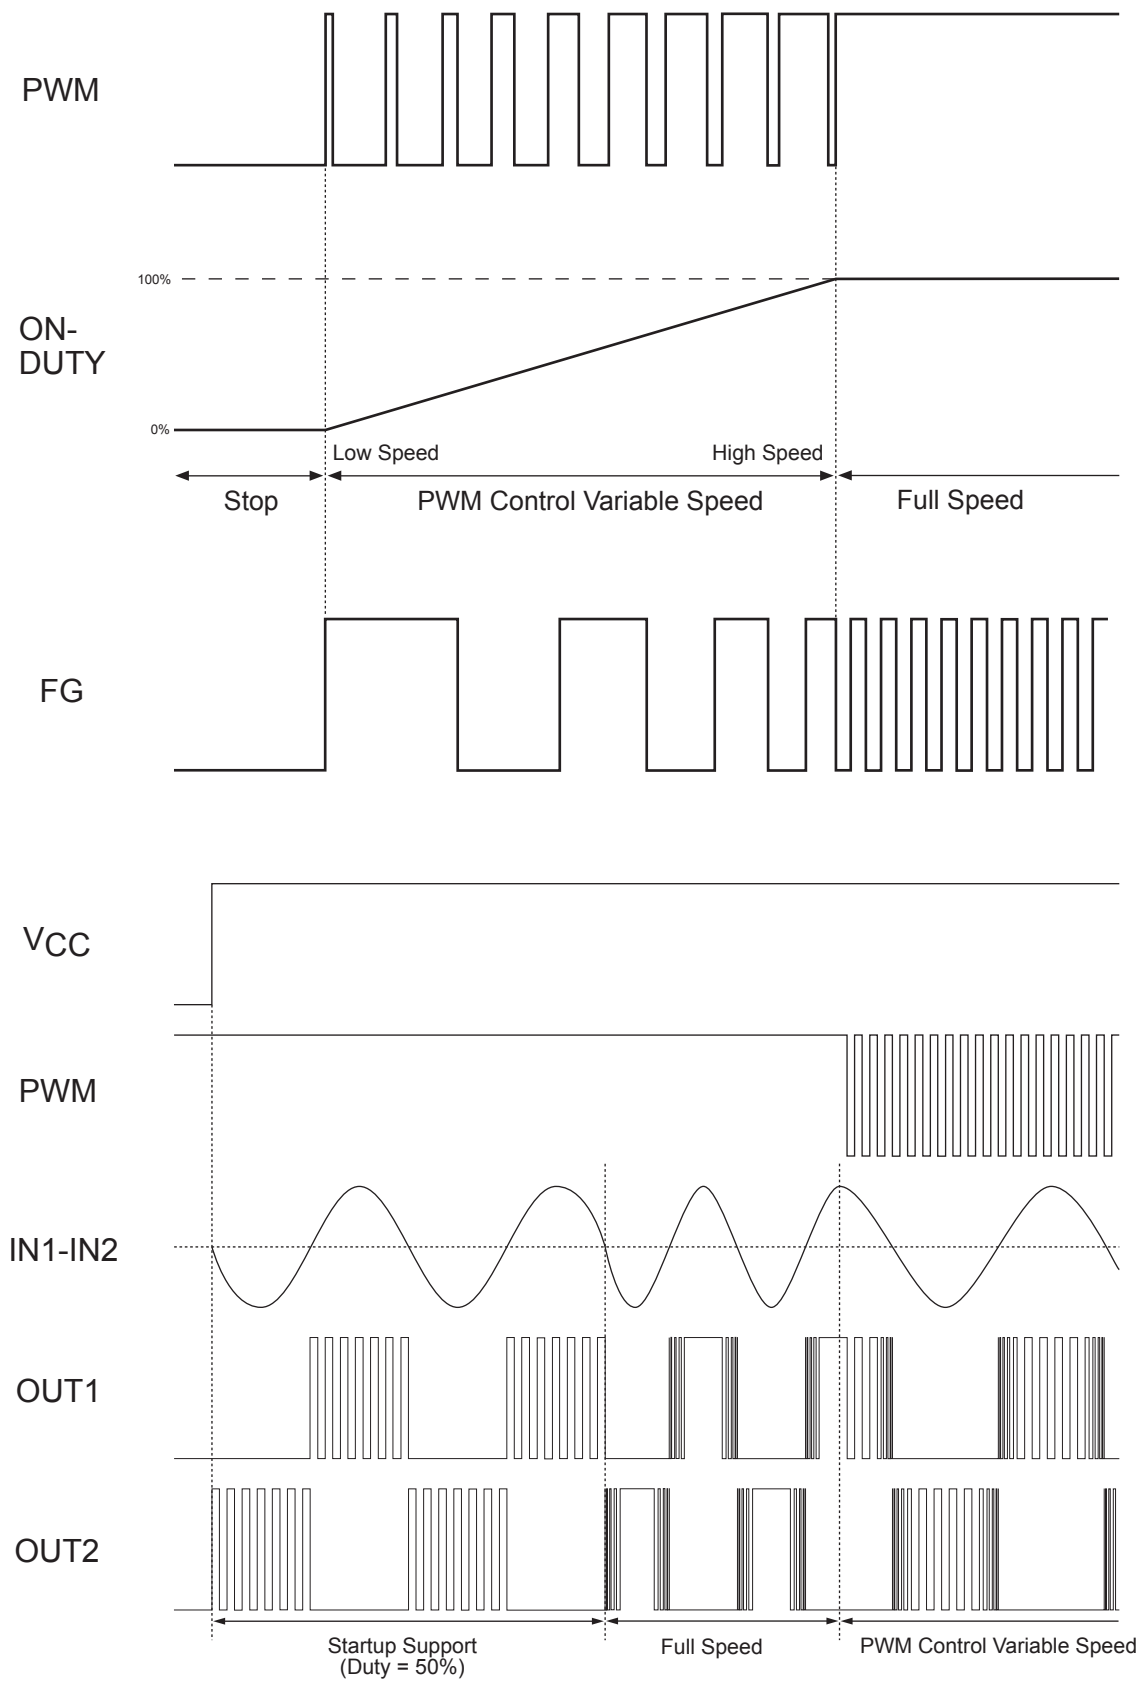 PWM
100%
ON-
DUTY
0%
Low Speed
High Speed
Stop
PWM Control Variable Speed
Full Speed
FG
VCC
PWM
IN1-IN2
OUT1
OUT2
Startup Support
(Duty = 50%)
Full Speed
PWM Control Variable Speed